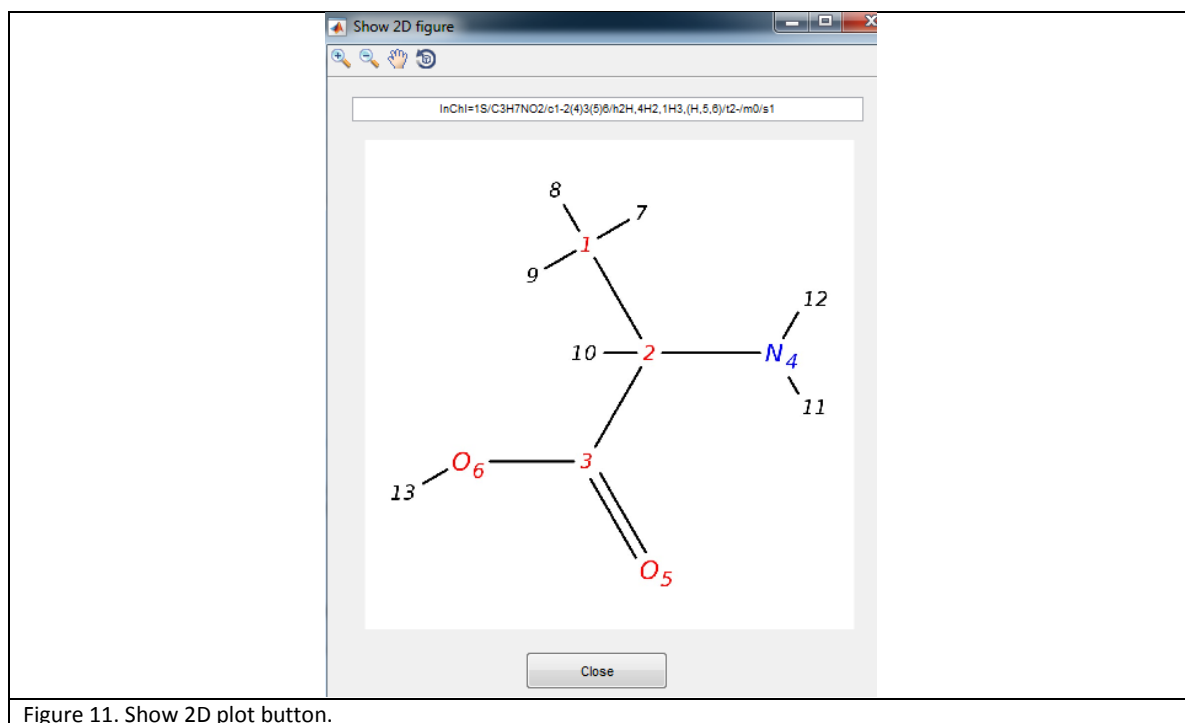 Show 2D figure
InChI=1S/C3H7NO2/c1-2(4)3(5)6/h2H,4H2,1H3,(H,5,6)/t2-/m0/s1
8
7
1
9
12
10 2 N4
11
O6 3
13
O5
Close
Figure 11. Show 2D plot button.